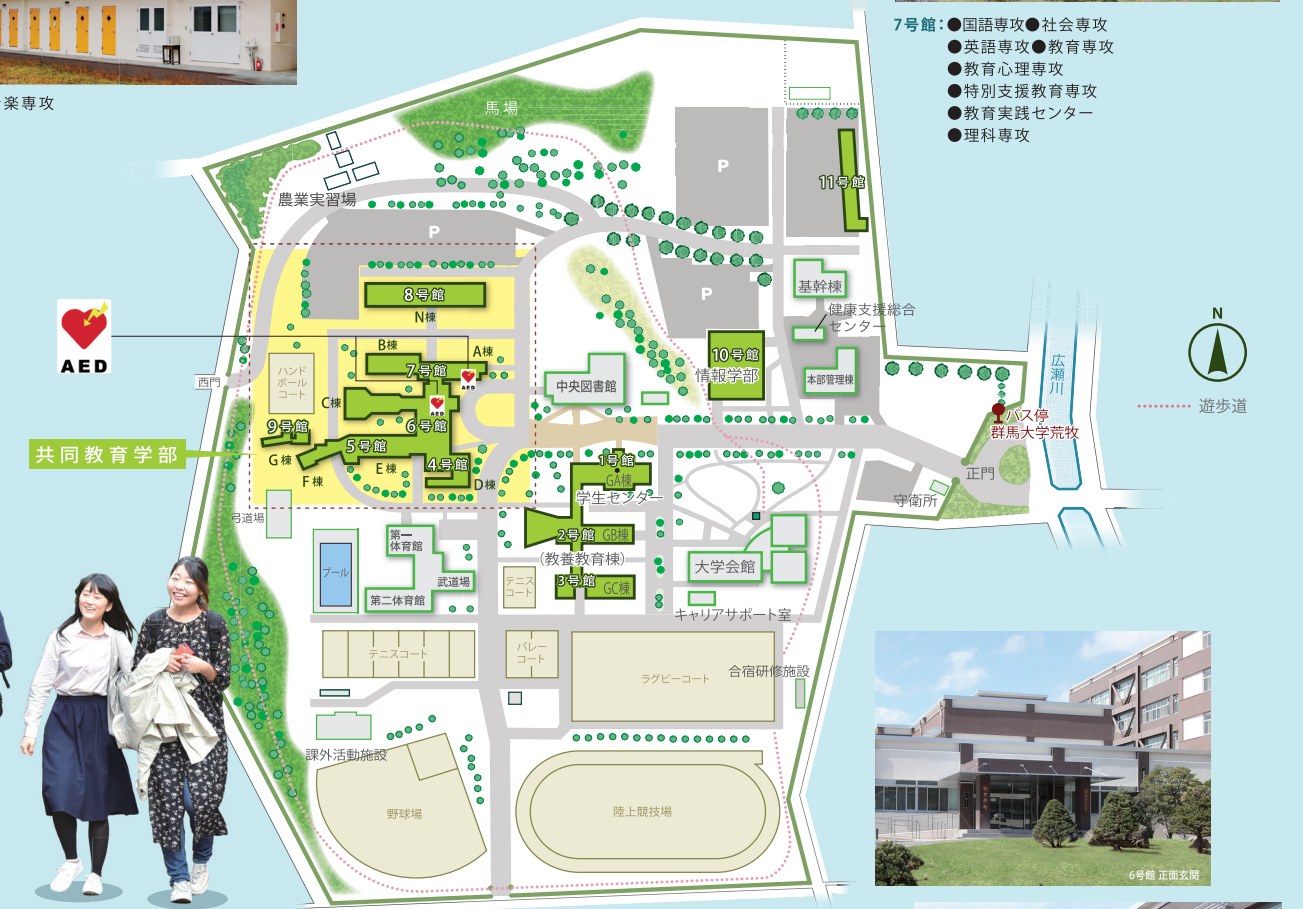 7号館：●国語専攻●社会専攻
●英語専攻●教育専攻
●教育心理専攻
●特別支援教育専攻
●教育実践センター
●理科専攻
楽専攻
馬場
P
11号館
農業実習場
P
P
8号館
N棟
基幹棟
健康支援総合
センター
AED
B棟
A棟
7号館
AED
10号館
情報学部
本部管理棟
広瀬川
N
遊歩道
西門
ハンド
ボール
コート
中央図書館
C棟
AED
6号館
バス停
群馬大学荒牧
9号館
共同教育学部
5号館
G棟
E棟
4号館
F棟
D棟
1号館
GA棟
学生センター
正門
守衛所
弓道場
第一
体育館
2号館 GB棟
(教養教育棟)
大学会館
プール
武道場
第二体育館
テニス
コート
3号館 GC棟
キャリアサポート室
テニスコート
バレー
コート
ラグビーコート
合宿研修施設
課外活動施設
野球場
陸上競技場
6号館 正面玄関